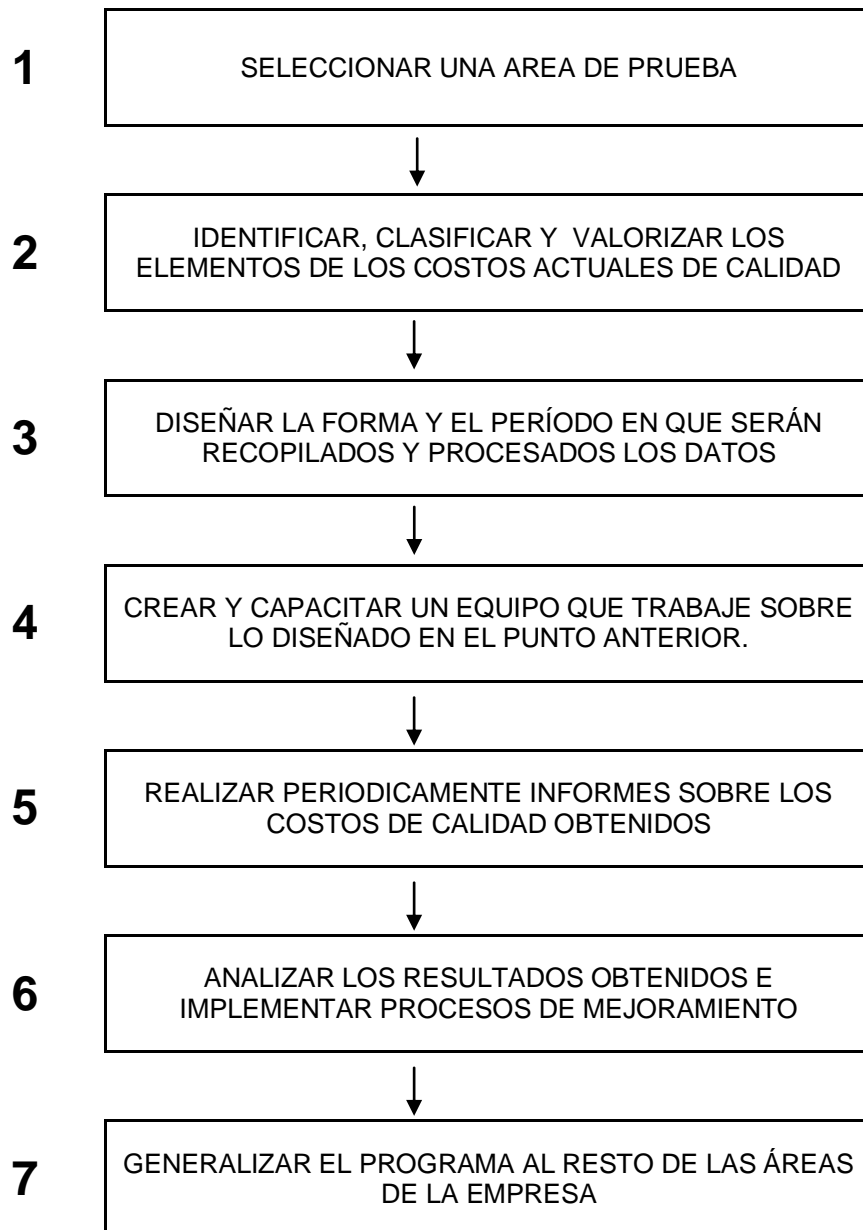 1
SELECCIONAR UNA AREA DE PRUEBA
2
IDENTIFICAR, CLASIFICAR Y VALORIZAR LOS
ELEMENTOS DE LOS COSTOS ACTUALES DE CALIDAD
3
DISEÑAR LA FORMA Y EL PERÍODO EN QUE SERÁN
RECOPILADOS Y PROCESADOS LOS DATOS
4
CREAR Y CAPACITAR UN EQUIPO QUE TRABAJE SOBRE
LO DISEÑADO EN EL PUNTO ANTERIOR.
5
REALIZAR PERIODICAMENTE INFORMES SOBRE LOS
COSTOS DE CALIDAD OBTENIDOS
6
ANALIZAR LOS RESULTADOS OBTENIDOS E
IMPLEMENTAR PROCESOS DE MEJORAMIENTO
7
GENERALIZAR EL PROGRAMA AL RESTO DE LAS ÁREAS
DE LA EMPRESA